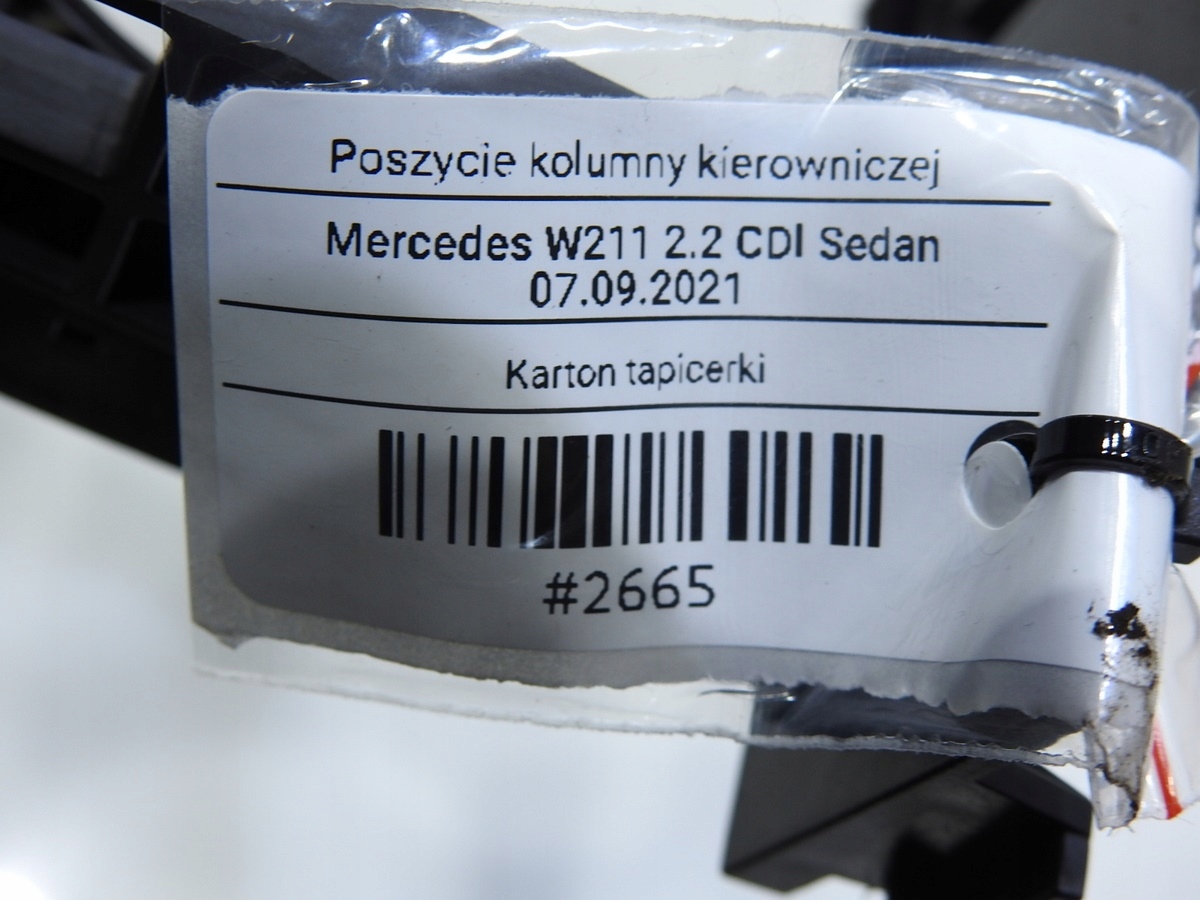 Poszycie kolumny kierowniczej
Mercedes W211 2.2 CDI Sedan
07.09.2021
Karton tapicerki
#2665